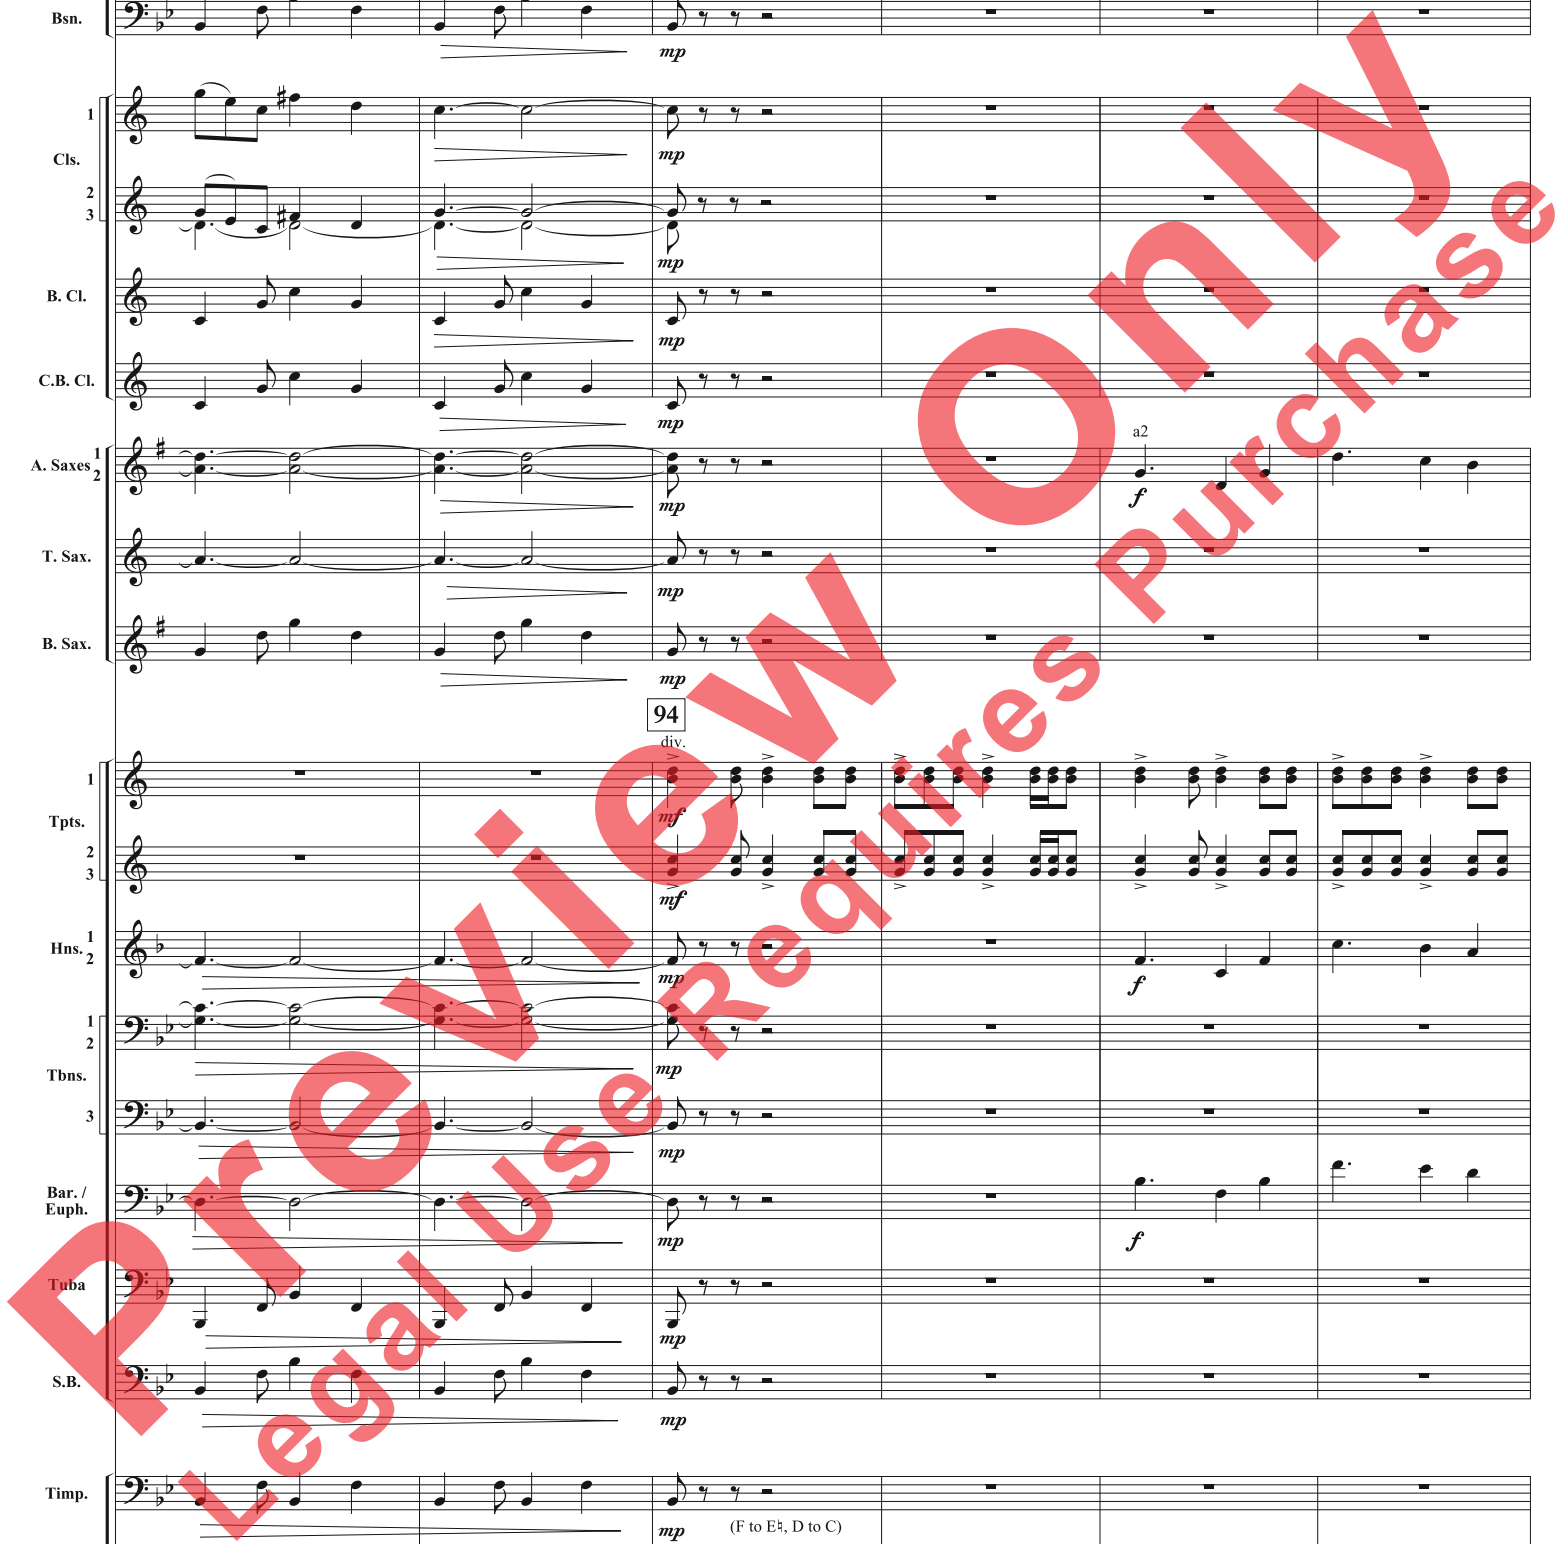 Bsn.
mp
1
Cls.
mp
2
3
mp
B. Cl.
mp
C.B. Cl.
mp
a2
A. Saxes 1
2
mp
f
T. Sax.
mp
B. Sax.
mp
94
div.
1
Tpts.
mf
2
3
mf
Hns. 1
2
mp
f
1
2
Tbns.
mp
3
mp
Bar. /
Euph.
mp
f
Tuba
mp
S.B.
mp
Timp.
mp
(F to E♮, D to C)
Preview Only
Legal Use Requires Purchase